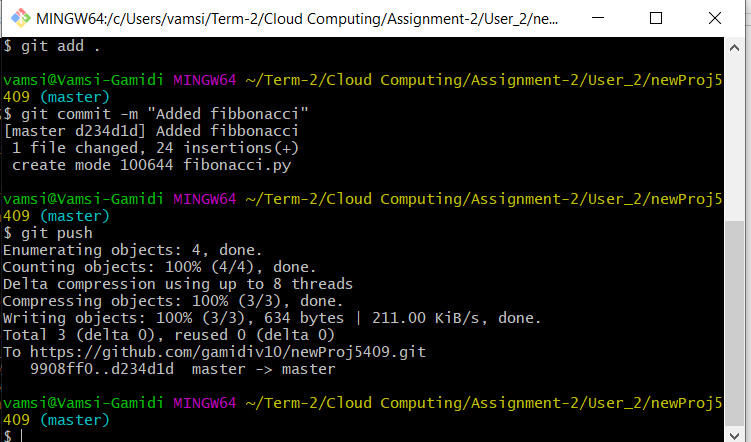 MINGW64:/c/Users/vamsi/Term-2/Cloud Computing/Assignment-2/User_2/ne...
$ git add .
vamsi@Vamsi-Gamidi MINGW64 ~/Term-2/Cloud Computing/Assignment-2/User_2/newProj5
409 (master)
$ git commit -m "Added fibbonacci"
[master d234d1d] Added fibbonacci
 1 file changed, 24 insertions(+)
 create mode 100644 fibonacci.py
vamsi@Vamsi-Gamidi MINGW64 ~/Term-2/Cloud Computing/Assignment-2/User_2/newProj5
409 (master)
$ git push
Enumerating objects: 4, done.
Counting objects: 100% (4/4), done.
Delta compression using up to 8 threads
Compressing objects: 100% (3/3), done.
Writing objects: 100% (3/3), 634 bytes | 211.00 KiB/s, done.
Total 3 (delta 0), reused 0 (delta 0)
To https://github.com/gamidiv10/newProj5409.git
   9908ff0..d234d1d  master -> master
vamsi@Vamsi-Gamidi MINGW64 ~/Term-2/Cloud Computing/Assignment-2/User_2/newProj5
409 (master)
$